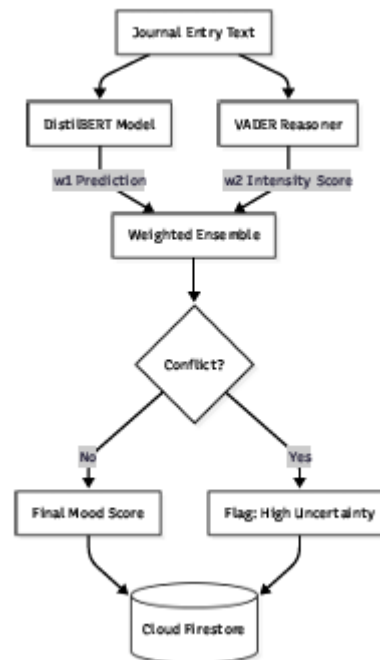 Journal Entry Text
DistilBERT Model
VADER Reasoner
w1 Prediction
w2 Intensity Score
Weighted Ensemble
Conflict?
No
Yes
Final Mood Score
Flag: High Uncertainty
Cloud Firestore